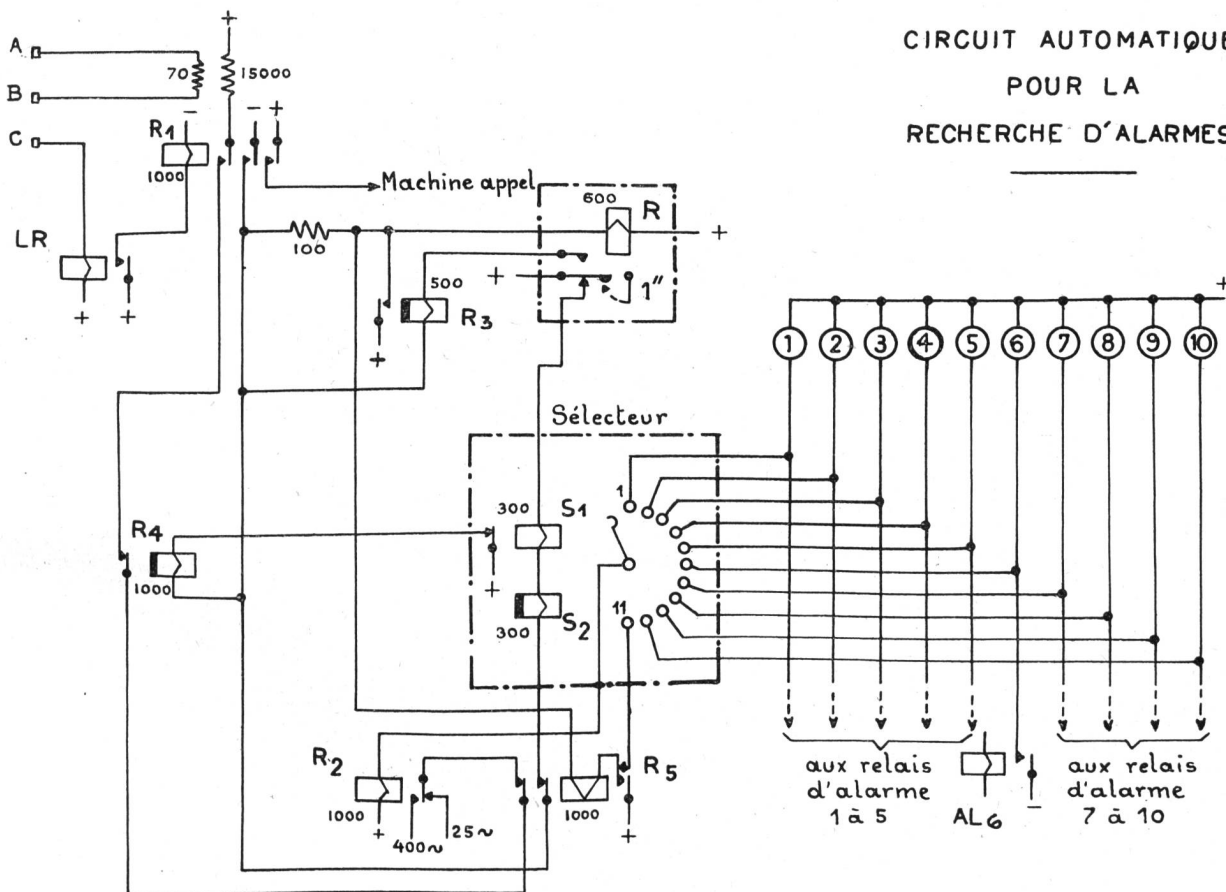 CIRCUIT AUTOMATIQUE
POUR LA
RECHERCHE D'ALARMES
A
B
C
70
+
15000
R1
-
- +
1000
Machine appel
LR
+ +
100
600
R
+
500
R3
+
+
1"
+
1 2 3 4 5 6 7 8 9 10
Sélecteur
R4
1000
300
S1
+
300
S2
1
11
R2
1000
+
400~
25~
1000
R5
+
aux relais
d'alarme
1 à 5
AL6
-
aux relais
d'alarme
7 à 10